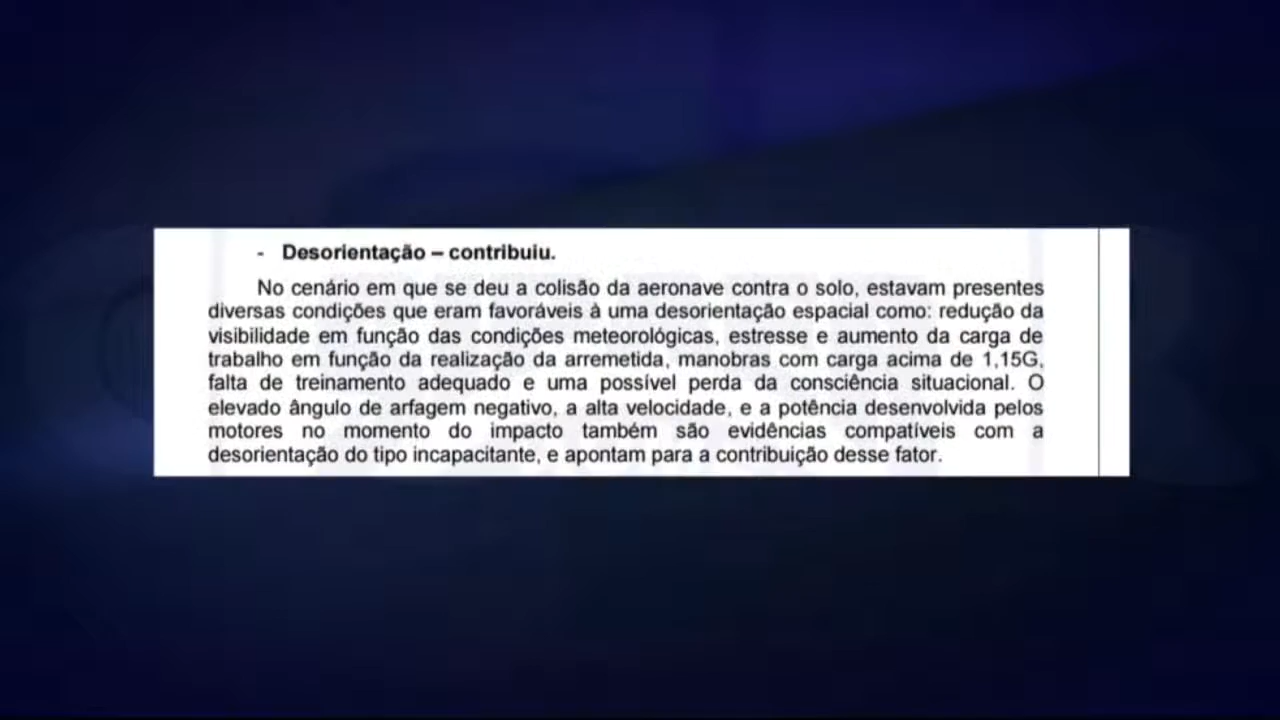 - Desorientação – contribuiu.
No cenário em que se deu a colisão da aeronave contra o solo, estavam presentes
diversas condições que eram favoráveis à uma desorientação espacial como: redução da
visibilidade em função das condições meteorológicas, estresse e aumento da carga de
trabalho em função da realização da arremetida, manobras com carga acima de 1,15G,
falta de treinamento adequado e uma possível perda da consciência situacional. O
elevado ângulo de arfagem negativo, a alta velocidade, e a potência desenvolvida pelos
motores no momento do impacto também são evidências compatíveis com a
desorientação do tipo incapacitante, e apontam para a contribuição desse fator.